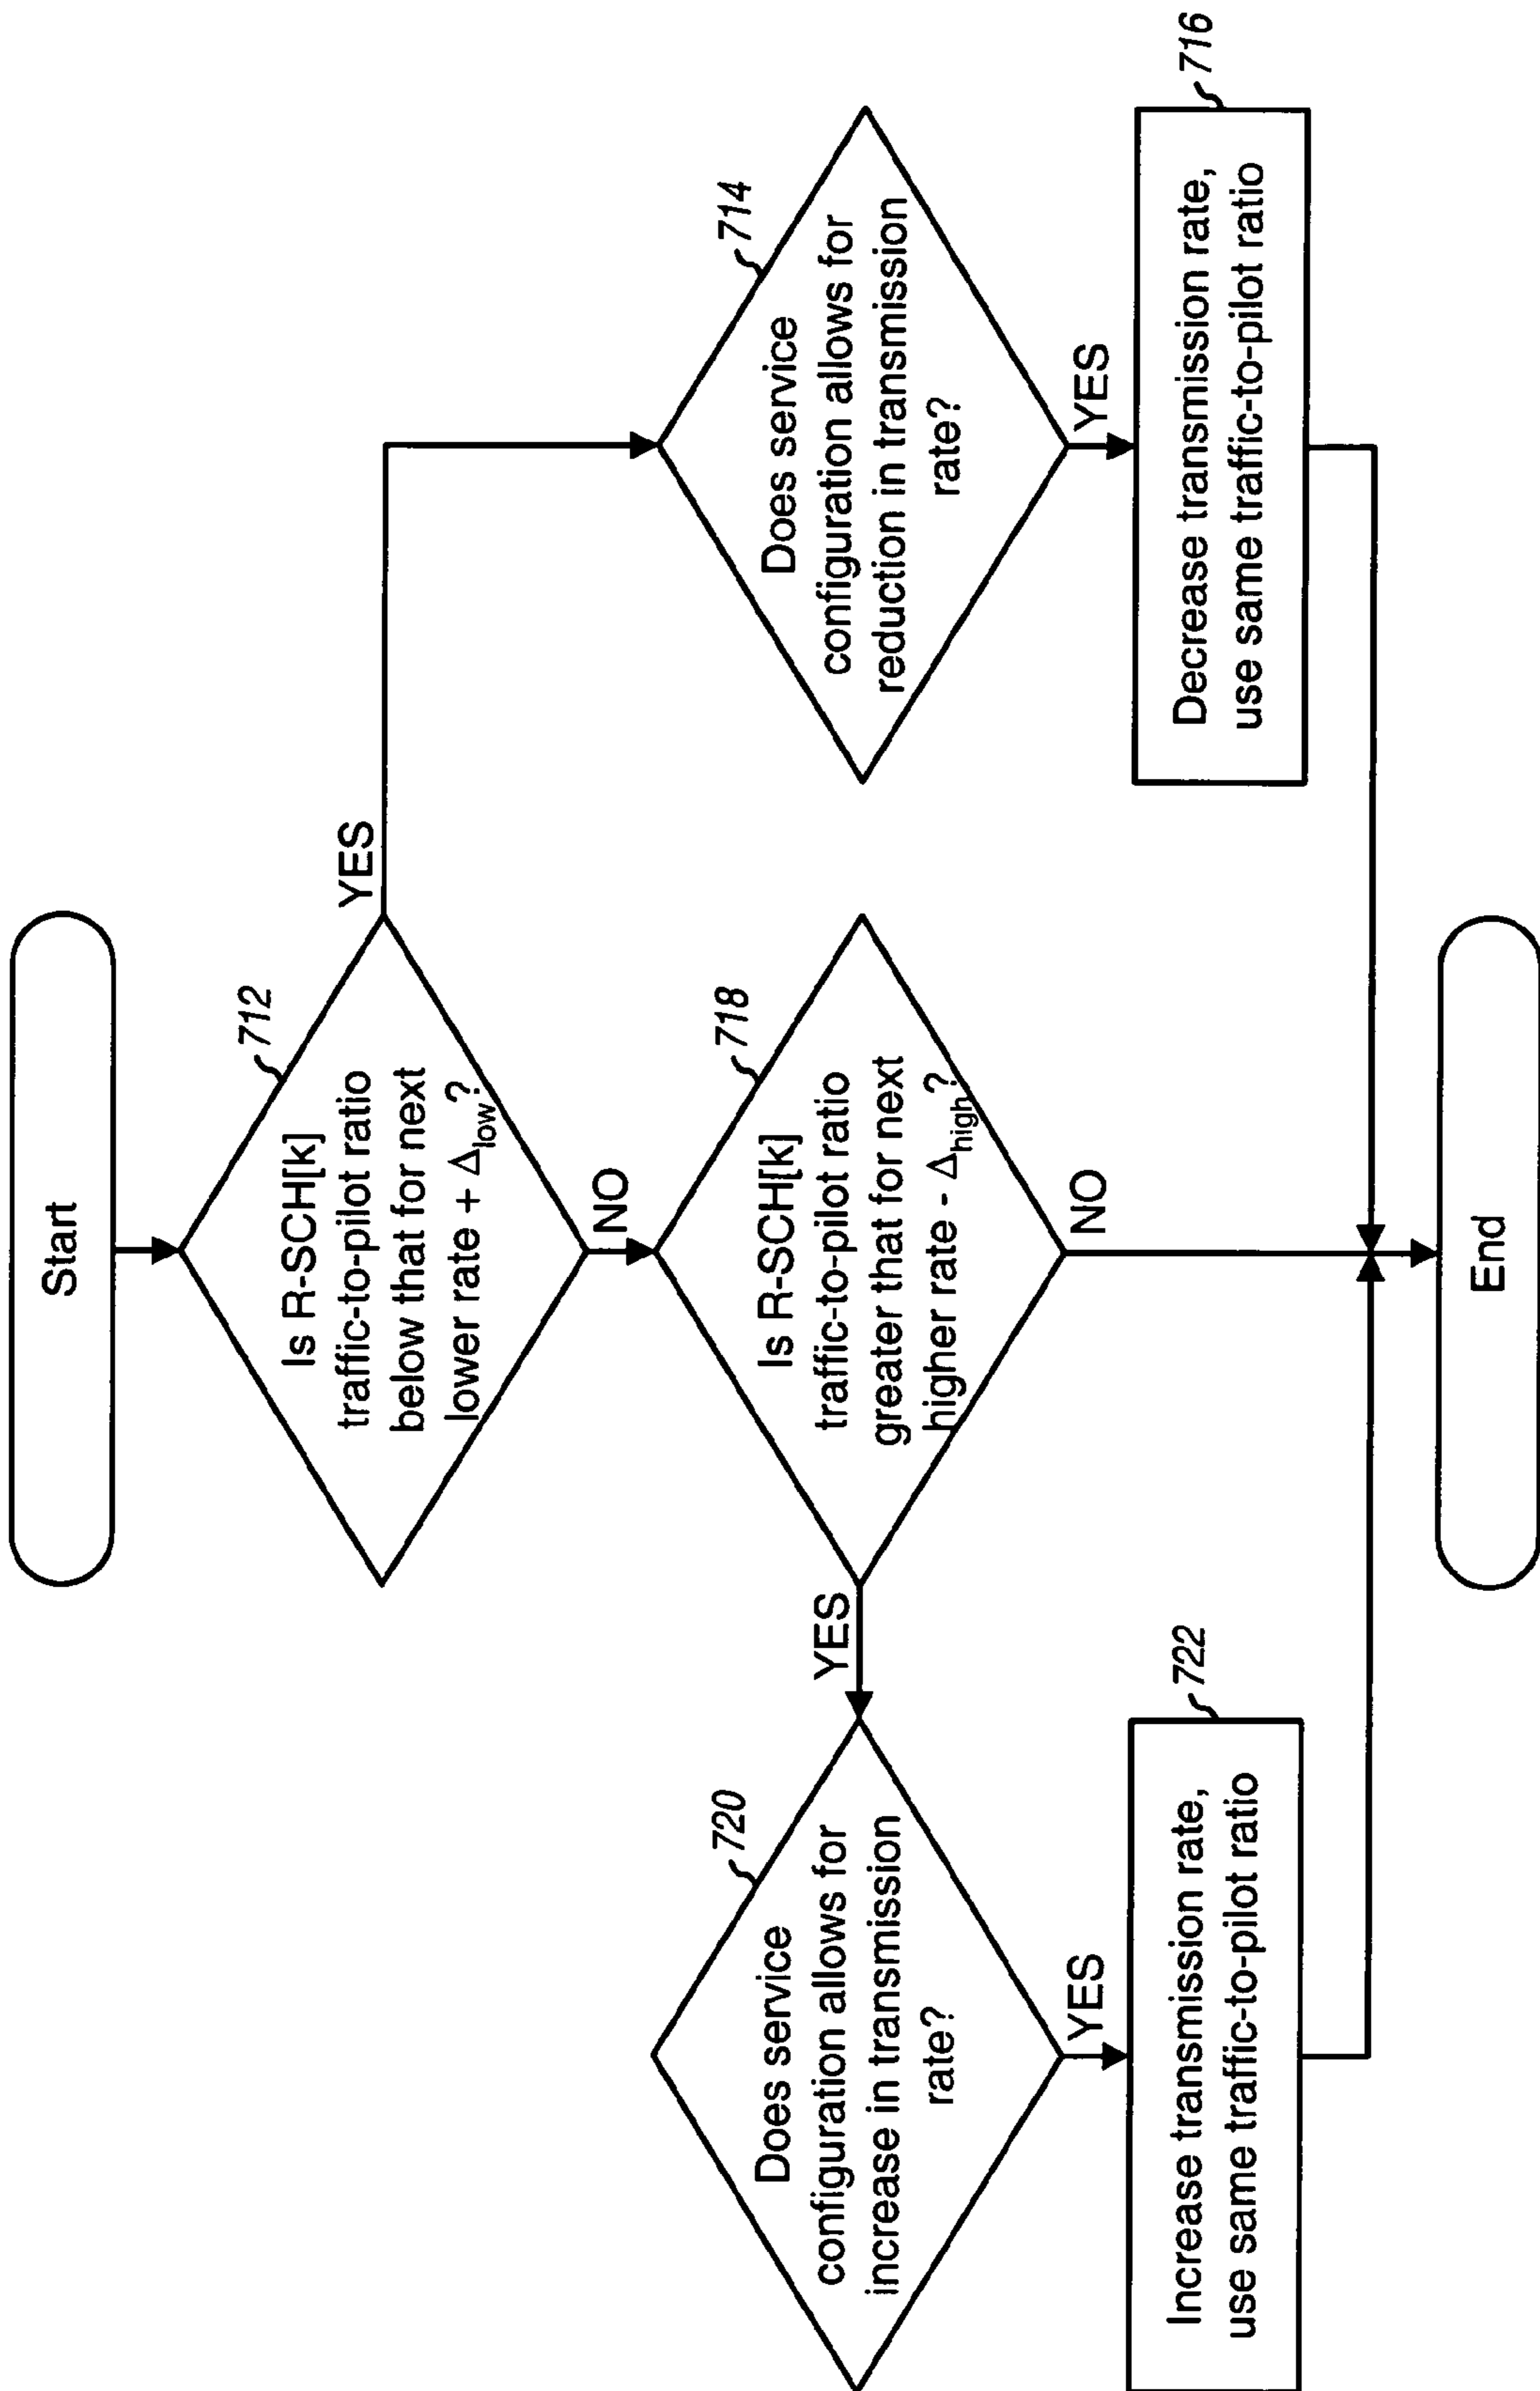 Start
712
Is R-SCH[k]
traffic-to-pilot ratio
below that for next
lower rate + Δlow?
YES
NO
714
Does service
configuration allows for
reduction in transmission
rate?
YES
716
Decrease transmission rate,
use same traffic-to-pilot ratio
718
Is R-SCH[k]
traffic-to-pilot ratio
greater that for next
higher rate - Δhigh?
YES
NO
720
Does service
configuration allows for
increase in transmission
rate?
YES
722
Increase transmission rate,
use same traffic-to-pilot ratio
End